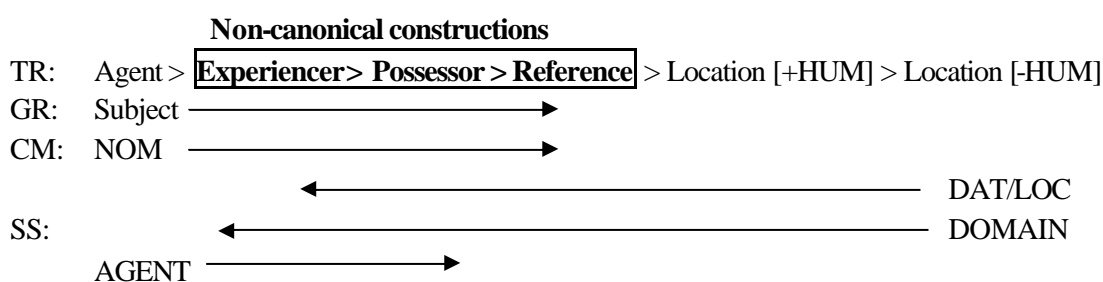 Non-canonical constructions
TR: Agent > Experiencer> Possessor > Reference > Location [+HUM] > Location [-HUM]
GR: Subject
CM: NOM
DAT/LOC
SS: DOMAIN
AGENT